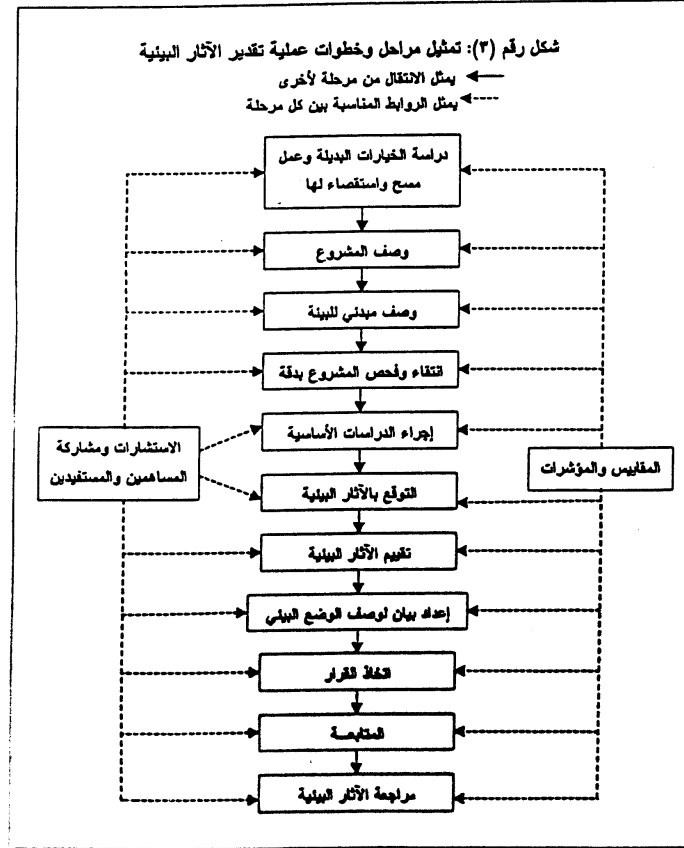 شكل رقم (٣): تمثيل مراحل وخطوات عملية تقدير الآثار البيئية
يمثل الانتقال من مرحلة لأخرى
يمثل الروابط المناسبة بين كل مرحلة
دراسة الخيارات البديلة وعمل
مسح واستقصاء لها
وصف المشروع
وصف مبدئي للبيئة
انتقاء وفحص المشروع بدقة
إجراء الدراسات الأساسية
الاستشارات ومشاركة
المساهمين والمستفيدين
المقاييس والمؤشرات
التوقع بالآثار البيئية
تقييم الآثار البيئية
إعداد بيان لوصف الوضع البيئي
اتخاذ القرار
المتابعـة
مراجعة الآثار البيئية